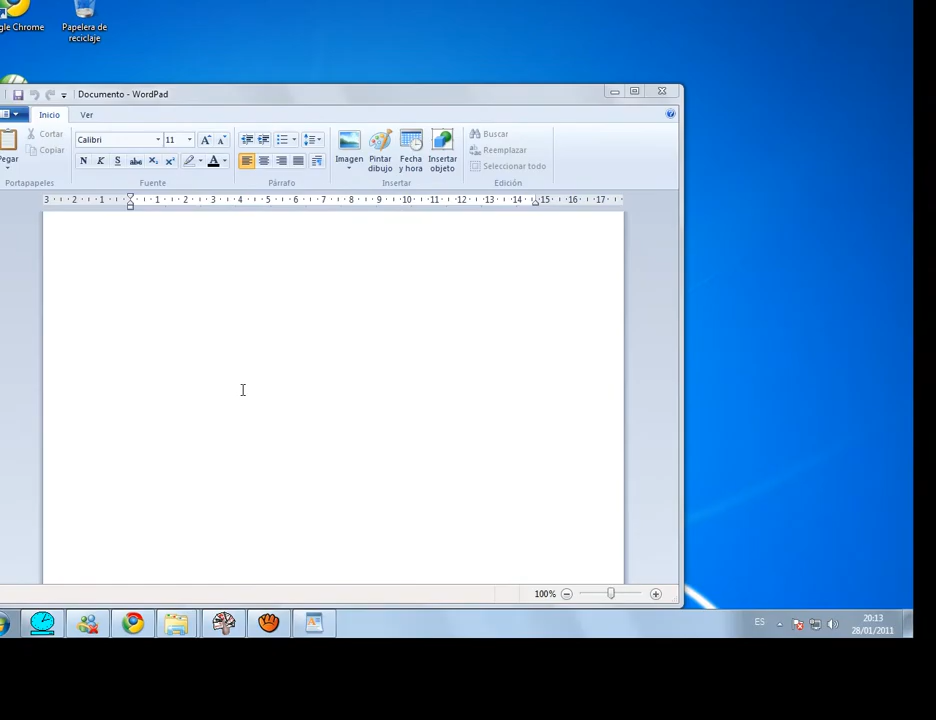 gle Chrome
Papelera de
reciclaje
Documento - WordPad
Inicio
Ver
Pegar
Cortar
Copiar
Portapapeles
Calibri
11
N K S abc X₂ X² A
Fuente
Párrafo
Imagen
Pintar
dibujo
Fecha
y hora
Insertar
objeto
Insertar
Buscar
Reemplazar
Seleccionar todo
Edición
3 2 1 1 2 3 4 5 6 7 8 9 10 11 12 13 14 15 16 17
100%
ES
20:13
28/01/2011